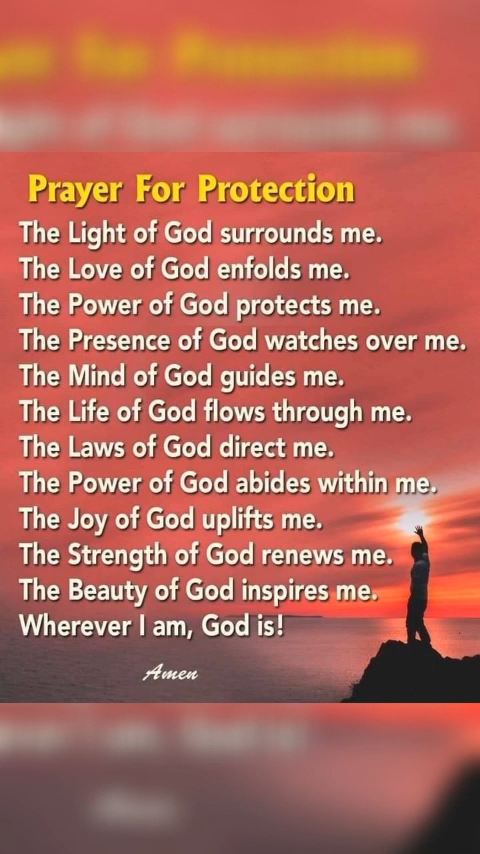 Prayer For Protection
The Light of God surrounds me.
The Love of God enfolds me.
The Power of God protects me.
The Presence of God watches over me.
The Mind of God guides me.
The Life of God flows through me.
The Laws of God direct me.
The Power of God abides within me.
The Joy of God uplifts me.
The Strength of God renews me.
The Beauty of God inspires me.
Wherever I am, God is!
Amen